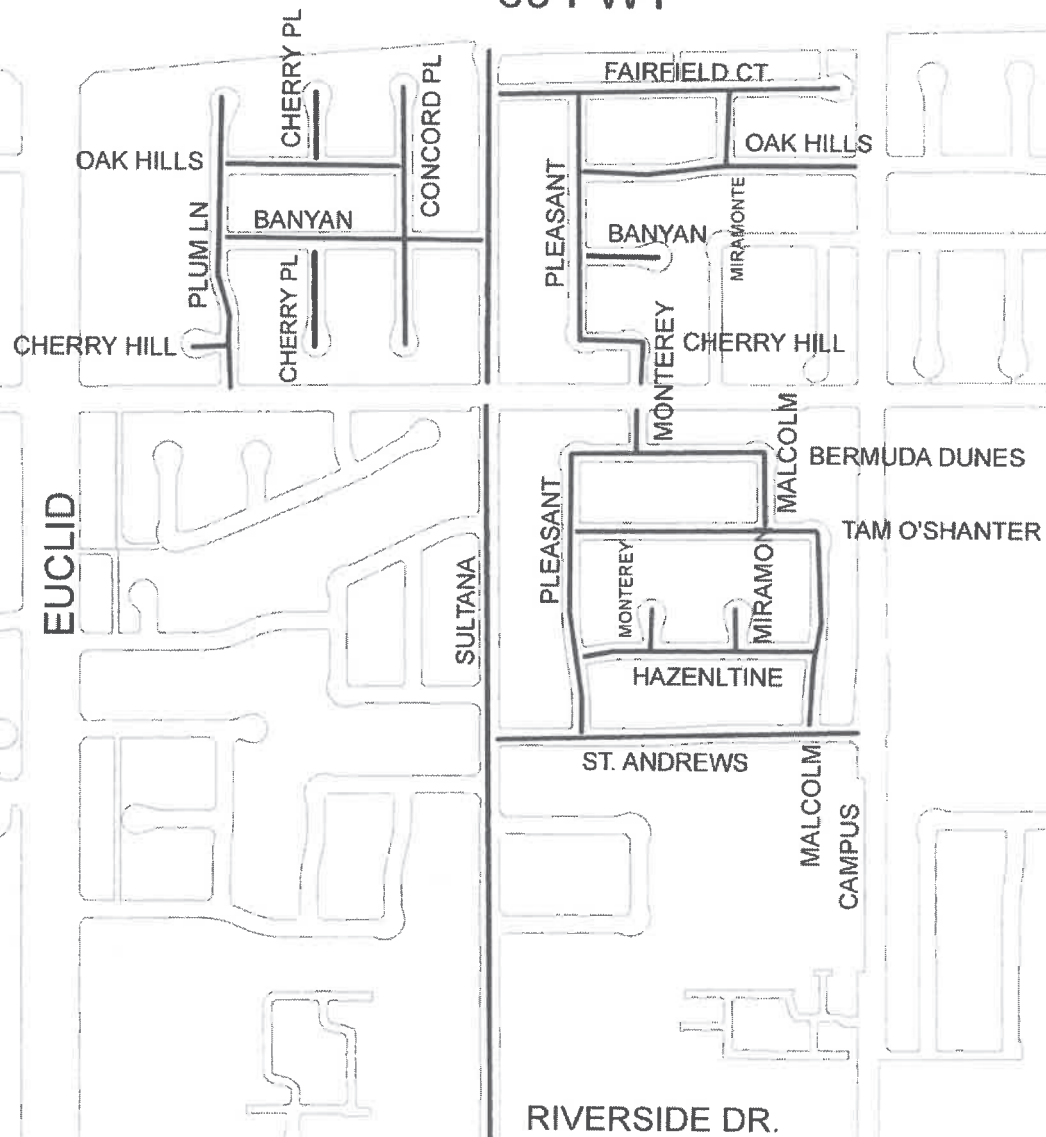 CHERRY PL
CONCORD PL
FAIRFIELD CT
OAK HILLS
OAK HILLS
PLUM LN
BANYAN
PLEASANT
BANYAN
MIRAMONTE
CHERRY PL
CHERRY HILL
MONTEREY
CHERRY HILL
MALCOLM
BERMUDA DUNES
EUCLID
PLEASANT
TAM O'SHANTER
SULTANA
MONTEREY
MIRAMON
HAZENLTINE
ST. ANDREWS
MALCOLM
CAMPUS
RIVERSIDE DR.